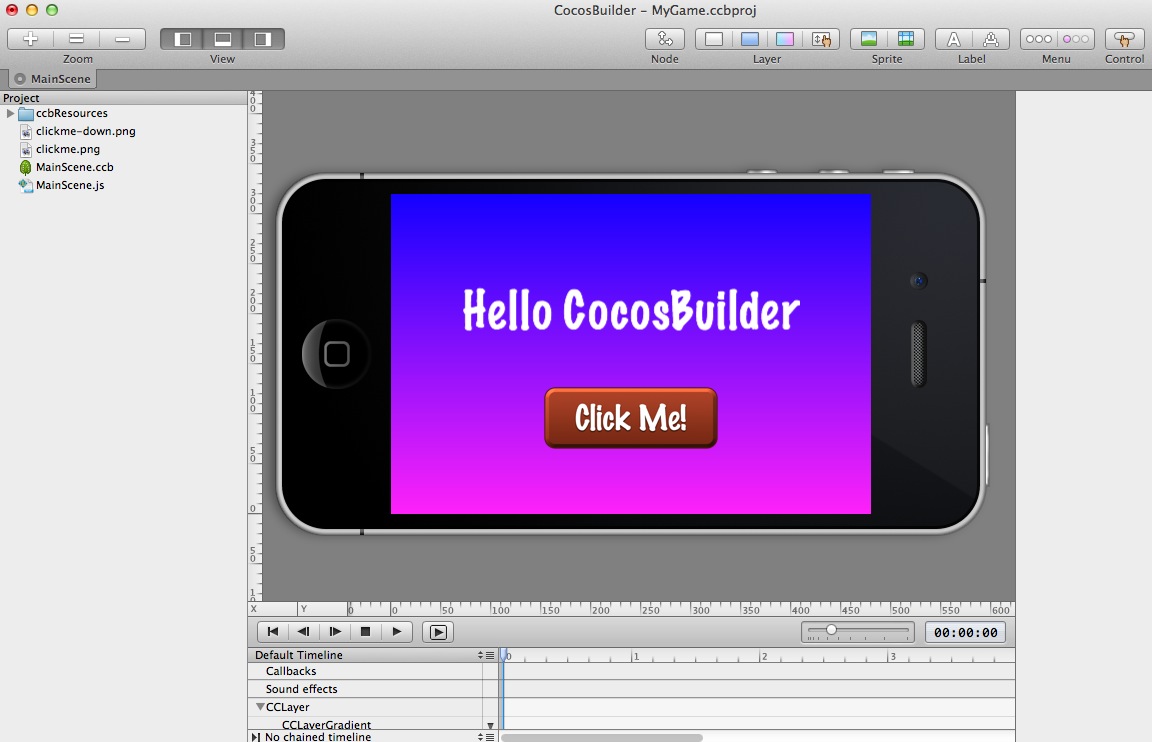 CocosBuilder – MyGame.ccbproj
Zoom View Node Layer Sprite Label Menu Control
MainScene
Project
ccbResources
clickme-down.png
clickme.png
MainScene.ccb
MainScene.js
Hello CocosBuilder
Click Me!
400
350
300
250
200
150
100
50
0
50
X Y 0 0 50 100 150 200 250 300 350 400 450 500 550 600
00:00:00
Default Timeline 0 1 2 3
Callbacks
Sound effects
CCLayer
CCLayerGradient
No chained timeline